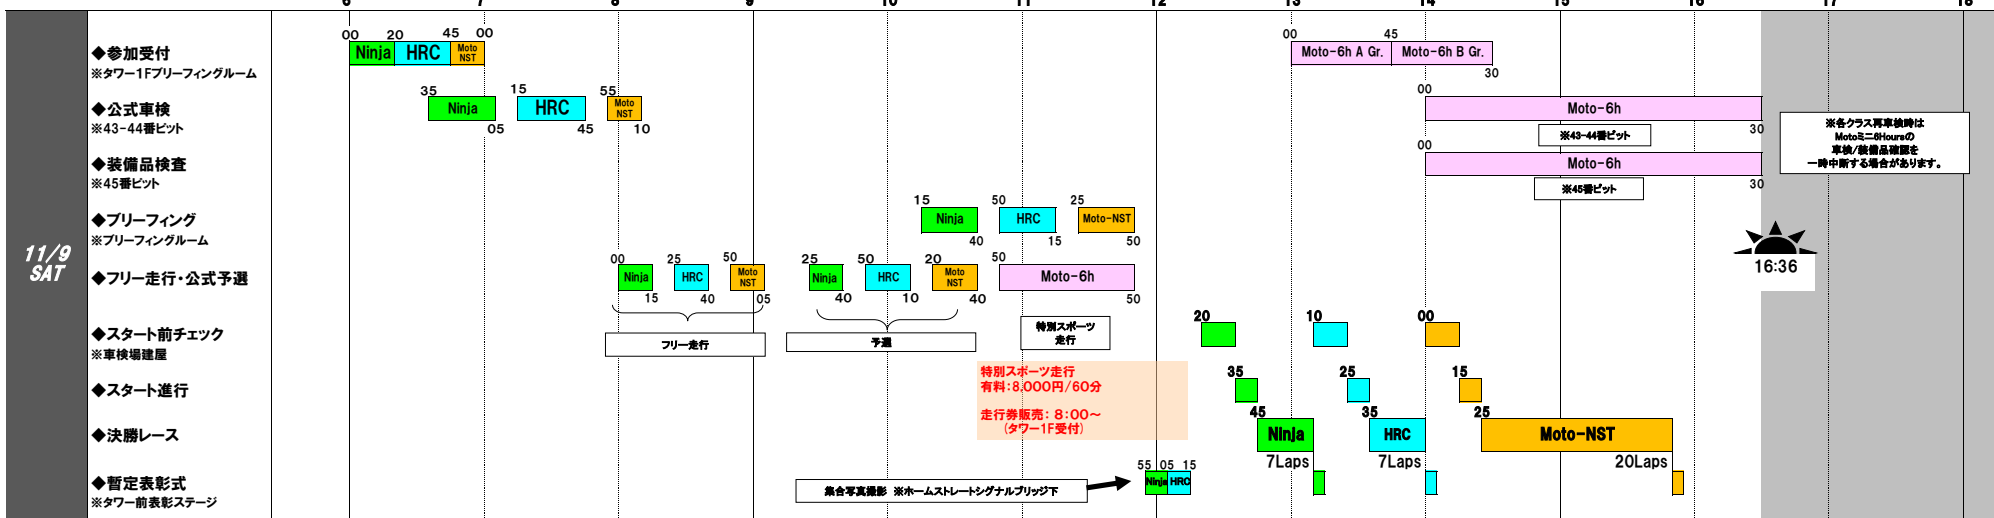 6 7 8 9 10 11 12 13 14 15 16 17 18
11/9
SAT
◆参加受付
※タワー1Fブリーフィングルーム
00 20 45 00
Ninja HRC Moto NST
00 45
Moto-6h A Gr. Moto-6h B Gr.
30
◆公式車検
※43-44番ピット
35 15 55
Ninja HRC Moto NST
05 45 10
00
Moto-6h
※43-44番ピット
30
※各クラス再車検時は
Motoミニ6Hoursの
車検/装備品確認を
一時中断する場合があります。
◆装備品検査
※45番ピット
00
Moto-6h
※45番ピット
30
◆ブリーフィング
※ブリーフィングルーム
15 50 25
Ninja HRC Moto-NST
40 15 50
16:36
◆フリー走行・公式予選
00 25 50 25 50 20 50
Ninja HRC Moto NST Ninja HRC Moto NST Moto-6h
15 40 05 40 10 40 50
フリー走行
予選
特別スポーツ
走行
◆スタート前チェック
※車検場建屋
20 10 00
特別スポーツ走行
有料:8,000円/60分
走行券販売: 8:00~
(タワー1F受付)
◆スタート進行
35 25 15
◆決勝レース
45 35 25
Ninja HRC Moto-NST
7Laps 7Laps 20Laps
◆暫定表彰式
※タワー前表彰ステージ
集合写真撮影 ※ホームストレートシグナルブリッジ下
55 05 15
Ninja HRC